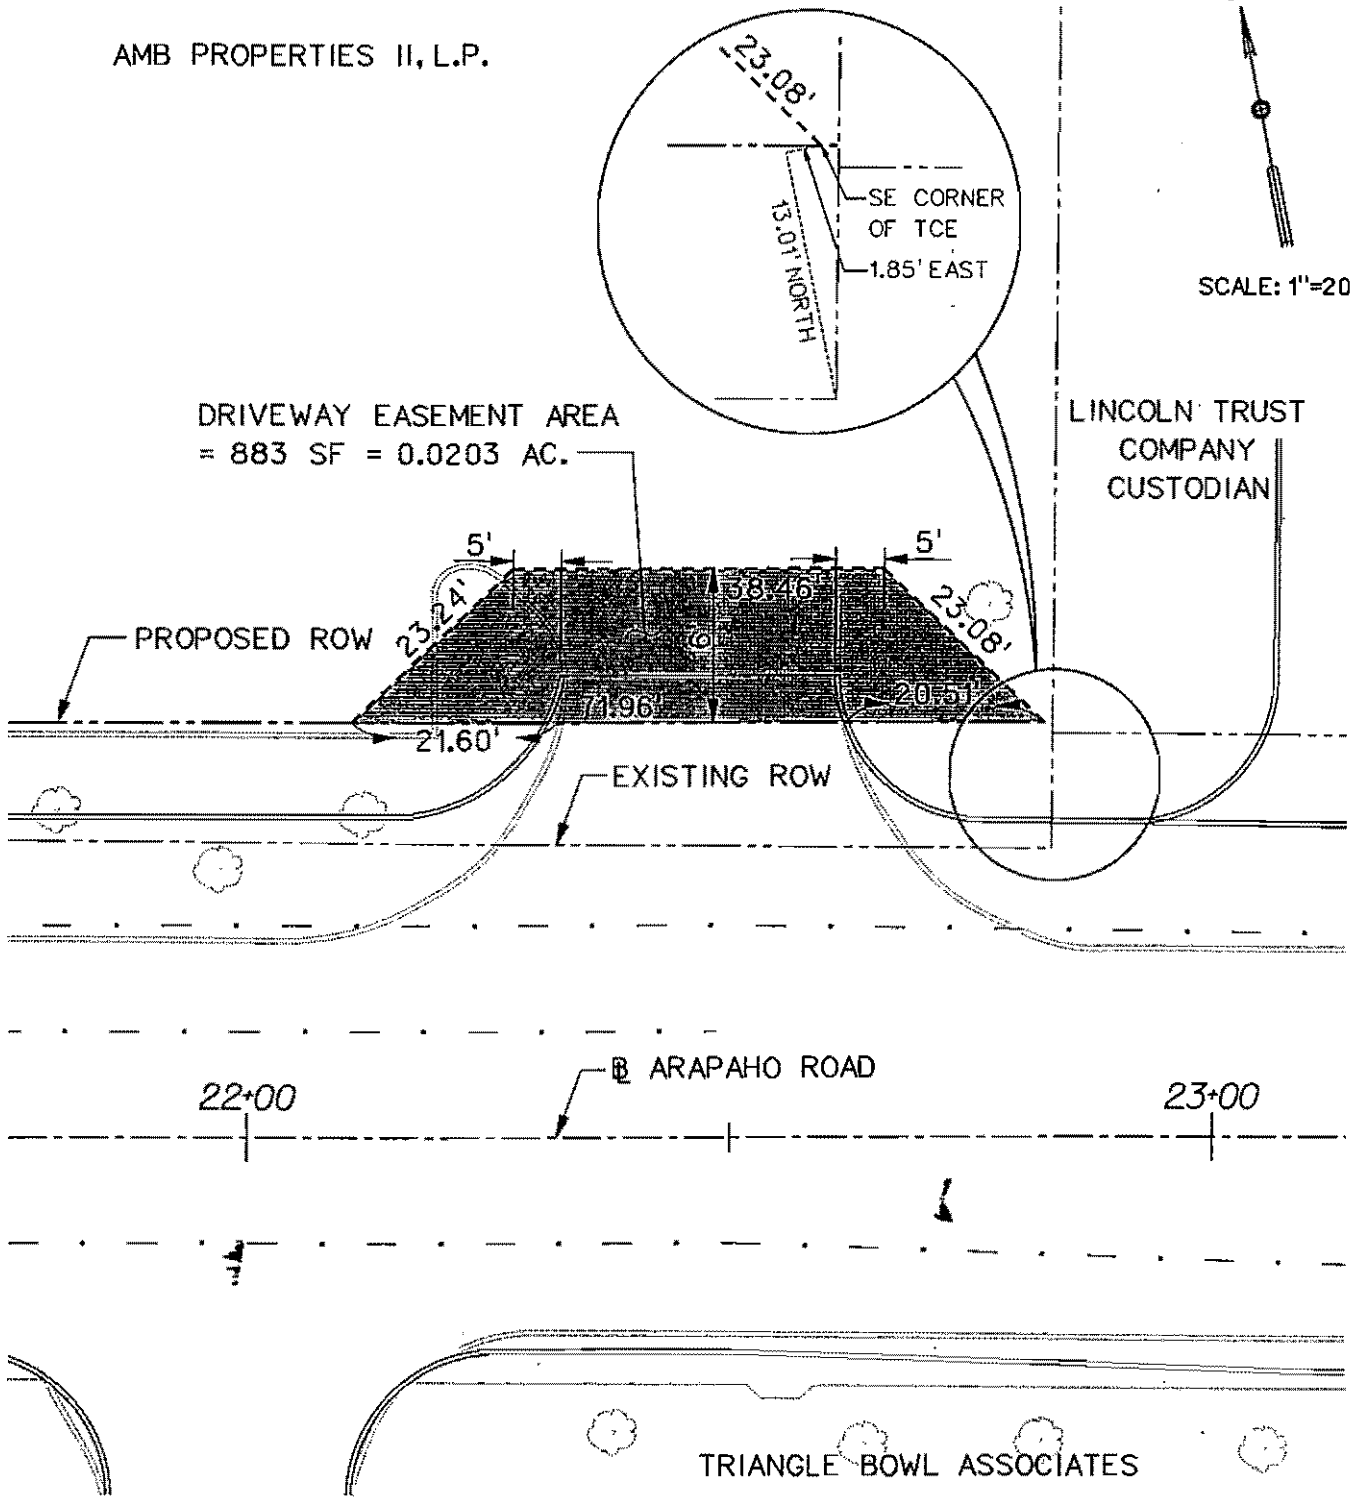 AMB PROPERTIES II, L.P.
23.08'
SE CORNER
OF TCE
13.01' NORTH
1.85' EAST
SCALE: 1"=20
DRIVEWAY EASEMENT AREA
= 883 SF = 0.0203 AC.
LINCOLN TRUST
COMPANY
CUSTODIAN
5'
5'
38.46'
23.24'
23.08'
PROPOSED ROW
71.96'
20.51'
21.60'
EXISTING ROW
ARAPAHO ROAD
22+00
23+00
TRIANGLE BOWL ASSOCIATES